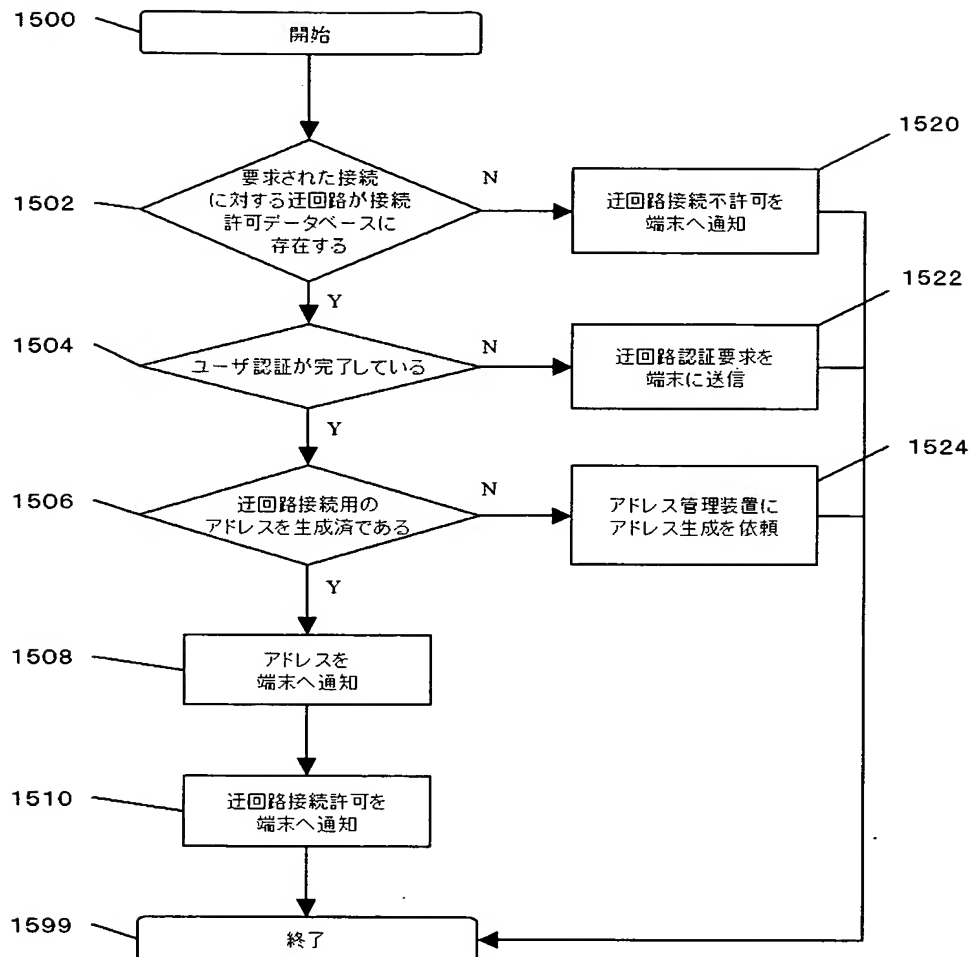 1500
開始
1502
要求された接続
に対する迂回路が接続
許可データベースに
存在する
N
1520
迂回路接続不許可を
端末へ通知
Y
1504
ユーザ認証が完了している
N
1522
迂回路認証要求を
端末に送信
Y
1506
迂回路接続用の
アドレスを生成済である
N
1524
アドレス管理装置に
アドレス生成を依頼
Y
1508
アドレスを
端末へ通知
1510
迂回路接続許可を
端末へ通知
1599
終了